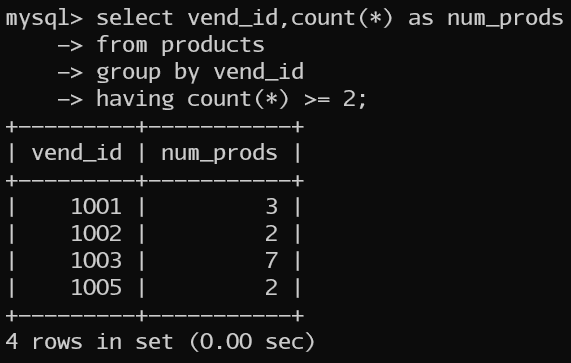 mysql> select vend_id,count(*) as num_prods
    -> from products
    -> group by vend_id
    -> having count(*) >= 2;
+---------+-----------+
| vend_id | num_prods |
+---------+-----------+
|    1001 |         3 |
|    1002 |         2 |
|    1003 |         7 |
|    1005 |         2 |
+---------+-----------+
4 rows in set (0.00 sec)